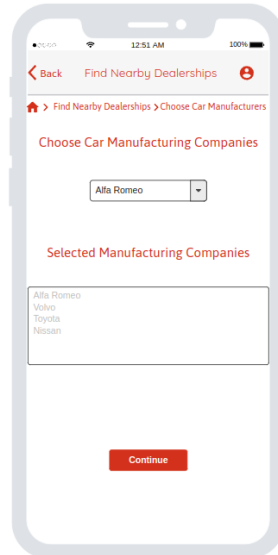 12:51 AM 100%
Back Find Nearby Dealerships
> Find Nearby Dealerships > Choose Car Manufacturers
Choose Car Manufacturing Companies
Alfa Romeo
Selected Manufacturing Companies
Alfa Romeo
Volvo
Toyota
Nissan
Continue